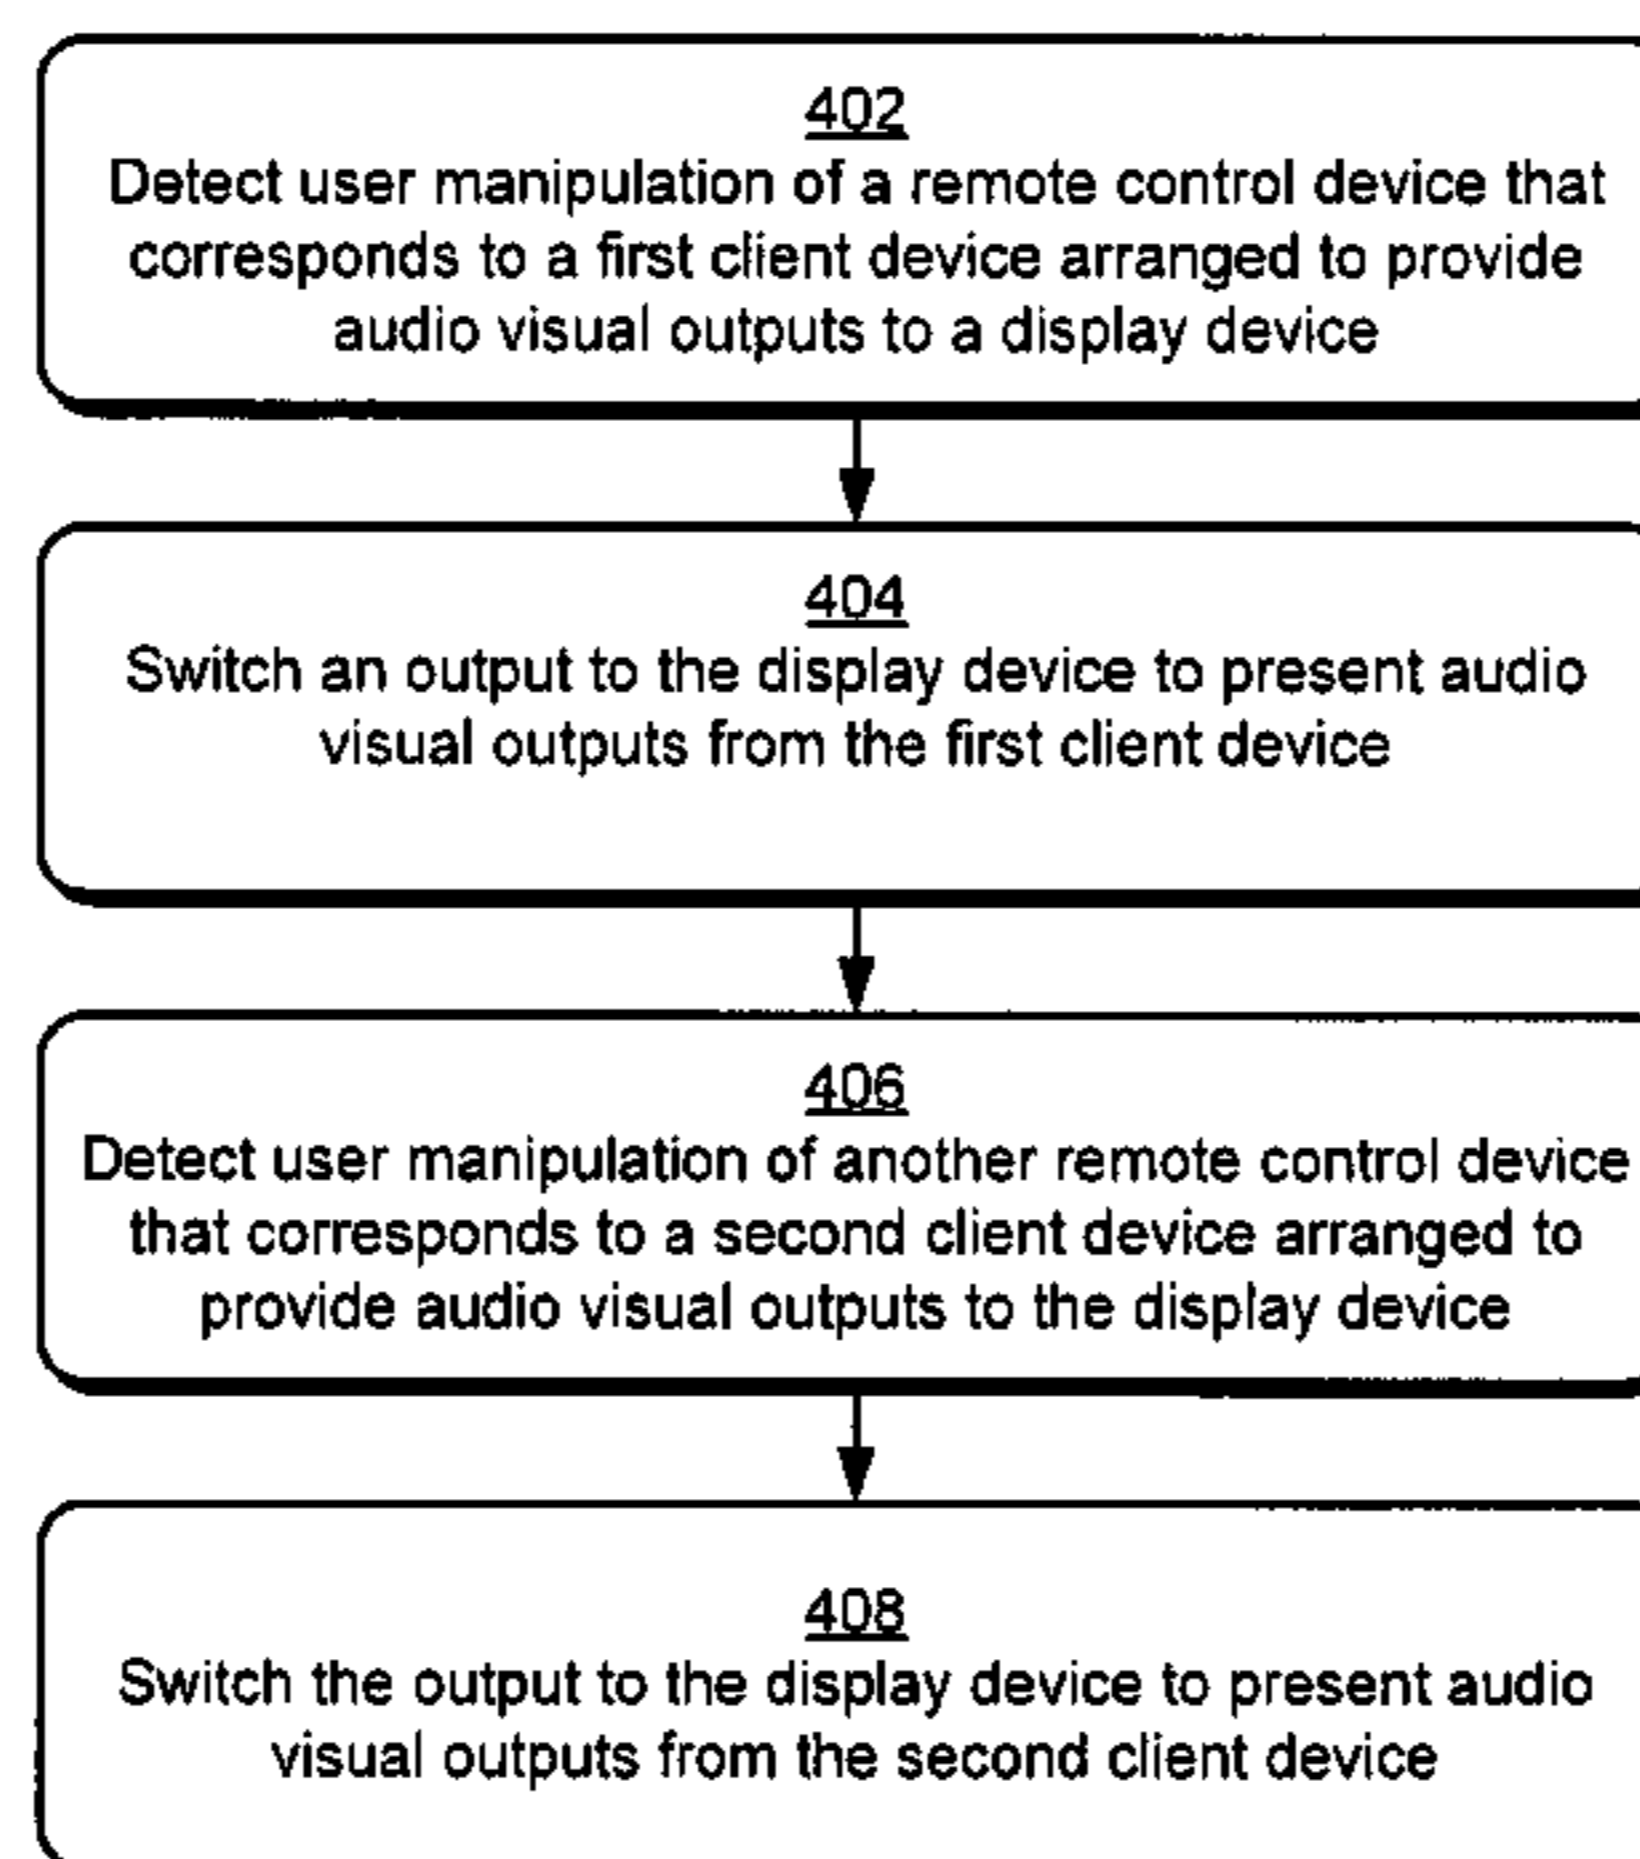 402
Detect user manipulation of a remote control device that
corresponds to a first client device arranged to provide
audio visual outputs to a display device
404
Switch an output to the display device to present audio
visual outputs from the first client device
406
Detect user manipulation of another remote control device
that corresponds to a second client device arranged to
provide audio visual outputs to the display device
408
Switch the output to the display device to present audio
visual outputs from the second client device